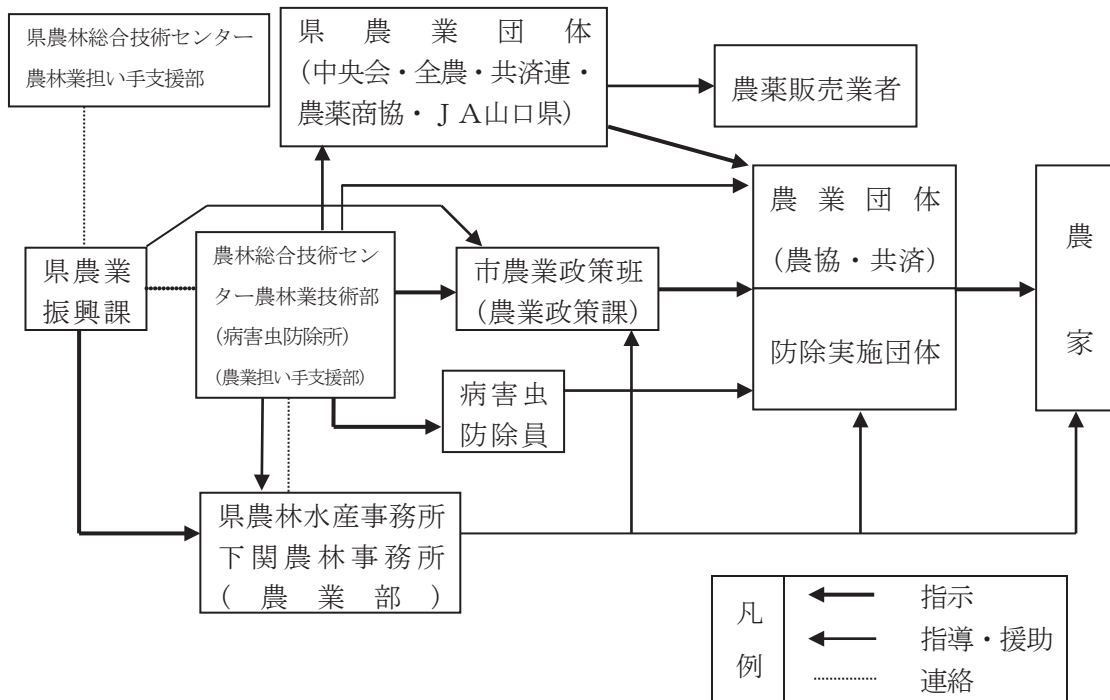 県農林総合技術センター
農林業担い手支援部
県農業団体
(中央会・全農・共済連・
農薬商協・ＪＡ山口県)
農薬販売業者
県農業
振興課
農林総合技術セン
ター農林業技術部
(病害虫防除所)
(農業担い手支援部)
市農業政策班
(農業政策課)
農業団体
(農協・共済)
防除実施団体
農
家
病害虫
防除員
県農林水産事務所
下関農林事務所
(農業部)
凡
例
指示
指導・援助
連絡